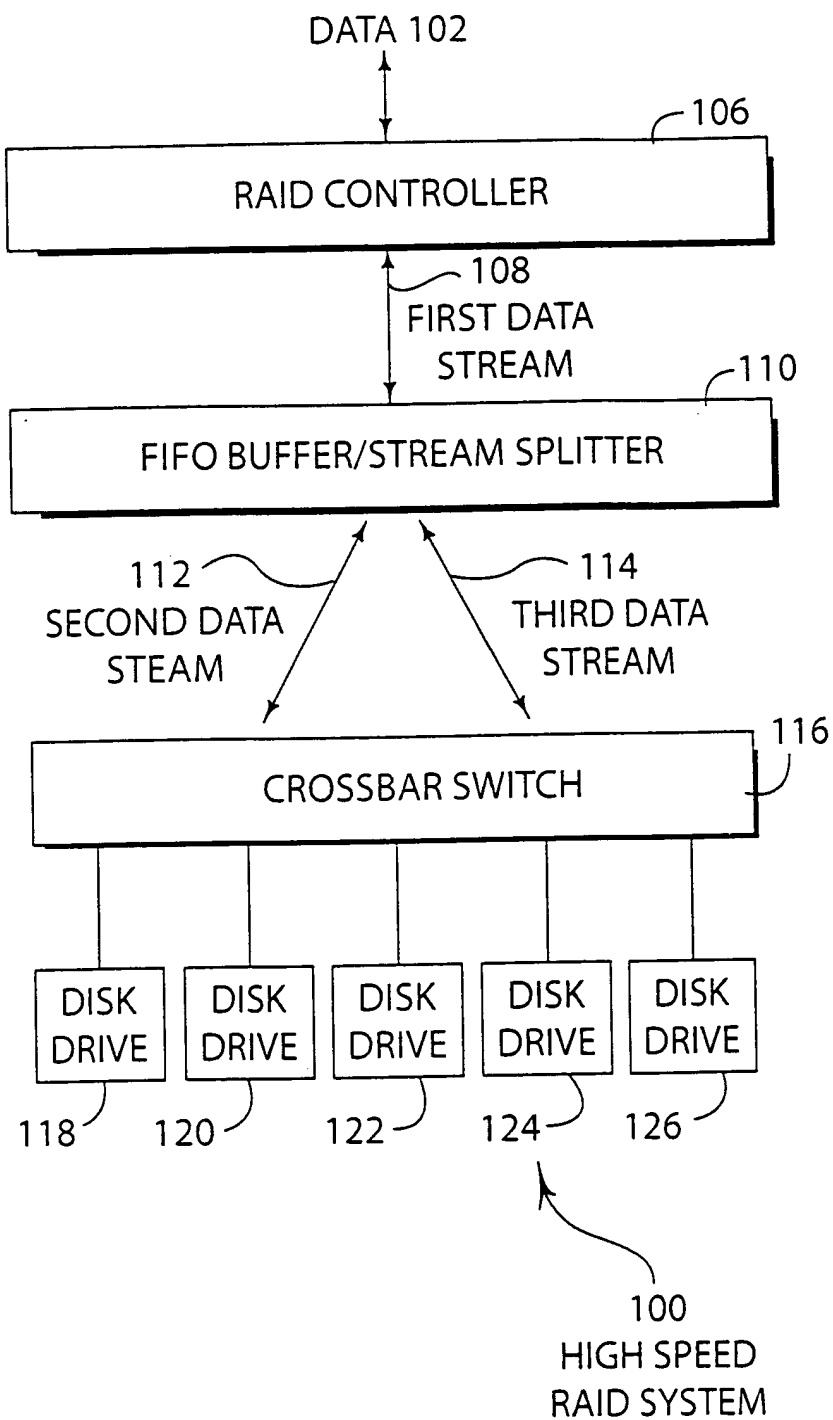 DATA 102
106
RAID CONTROLLER
108
FIRST DATA
STREAM
110
FIFO BUFFER/STREAM SPLITTER
112
SECOND DATA
STEAM
114
THIRD DATA
STREAM
116
CROSSBAR SWITCH
DISK
DRIVE
DISK
DRIVE
DISK
DRIVE
DISK
DRIVE
DISK
DRIVE
118
120
122
124
126
100
HIGH SPEED
RAID SYSTEM